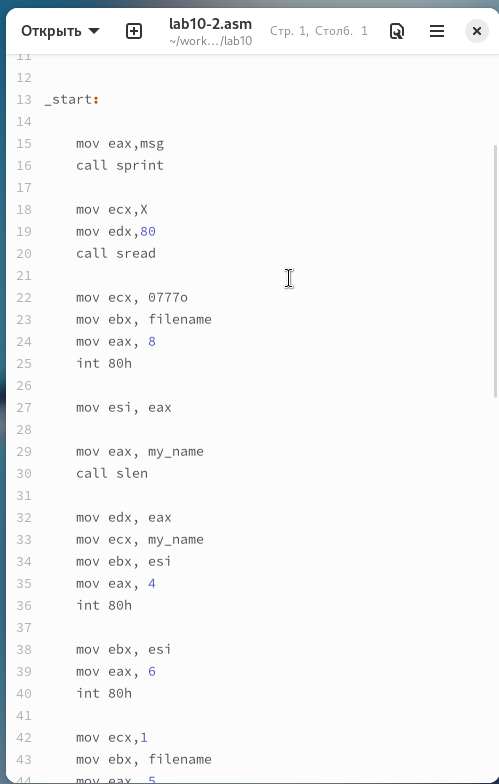 Открыть
lab10-2.asm
~/work…/lab10
Стр. 1, Столб. 1
11
12
13 _start:
14
15 mov eax,msg
16 call sprint
17
18 mov ecx,X
19 mov edx,80
20 call sread
21
22 mov ecx, 0777o
23 mov ebx, filename
24 mov eax, 8
25 int 80h
26
27 mov esi, eax
28
29 mov eax, my_name
30 call slen
31
32 mov edx, eax
33 mov ecx, my_name
34 mov ebx, esi
35 mov eax, 4
36 int 80h
37
38 mov ebx, esi
39 mov eax, 6
40 int 80h
41
42 mov ecx,1
43 mov ebx, filename
44 mov eax, 5